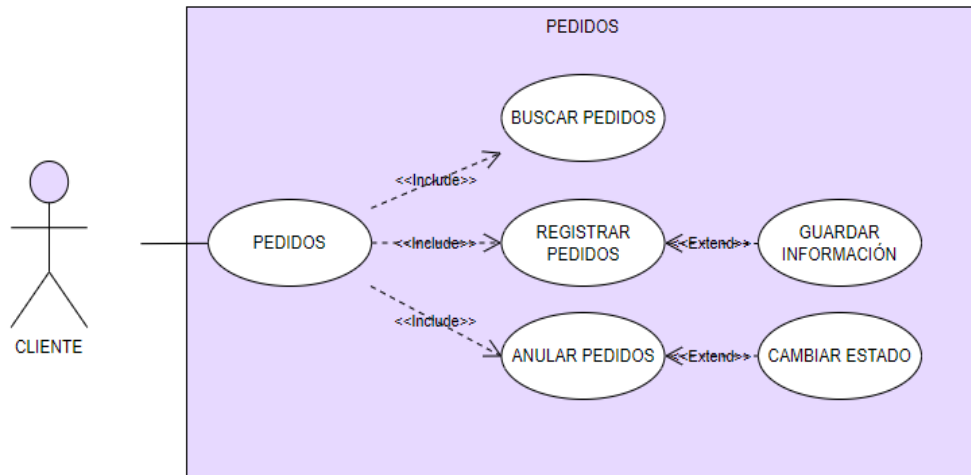 PEDIDOS
BUSCAR PEDIDOS
<<Include>>
PEDIDOS
<<Include>>
REGISTRAR
PEDIDOS
<<Extend>>
GUARDAR
INFORMACIÓN
<<Include>>
ANULAR PEDIDOS
<<Extend>>
CAMBIAR ESTADO
CLIENTE